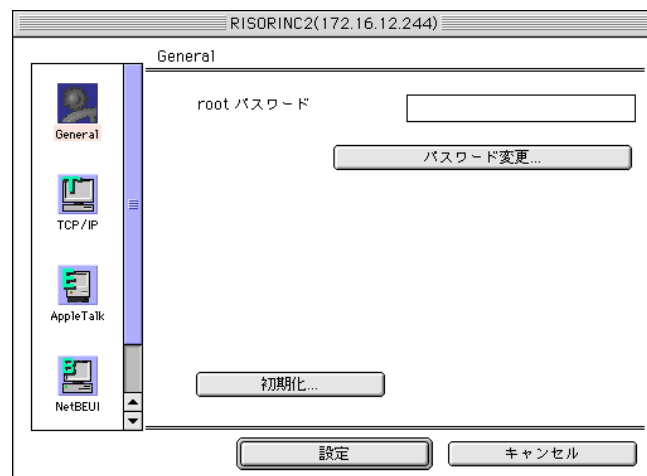 RISORINC2(172.16.12.244)
General
General
TCP/IP
AppleTalk
NetBEUI
root パスワード
パスワード変更...
初期化...
設定
キャンセル